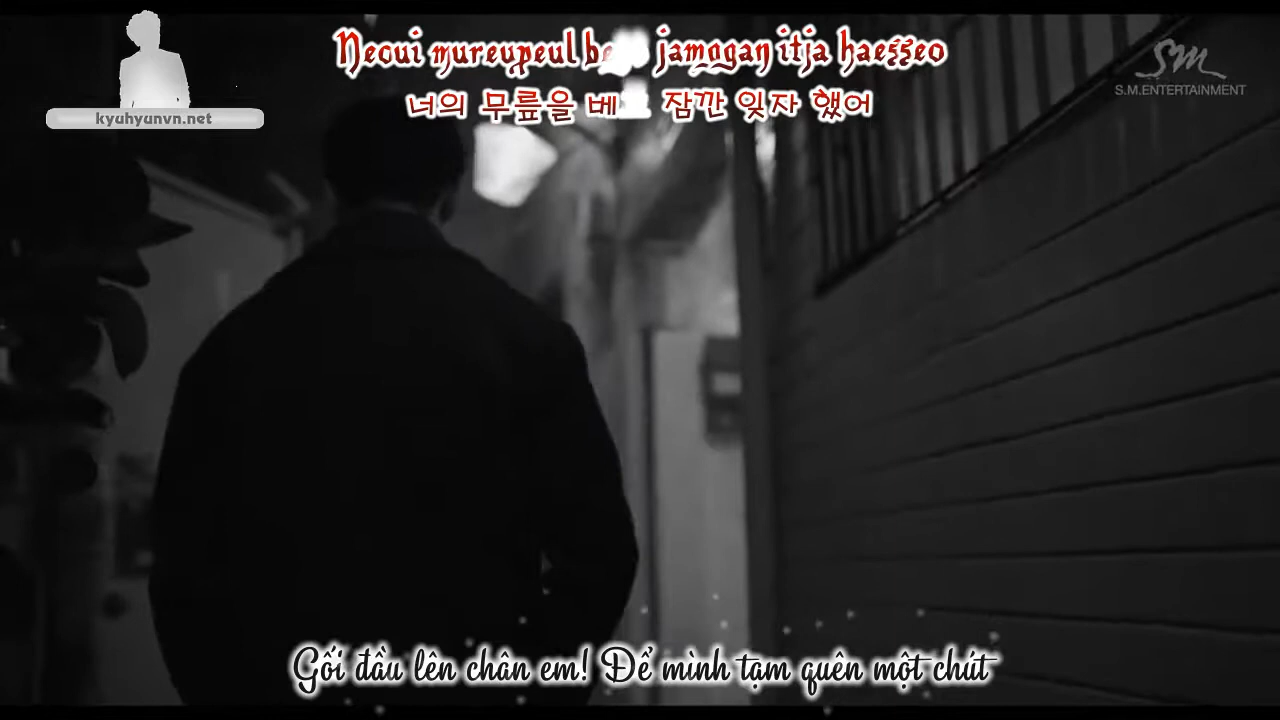 Neoui mureupeul jamggan itja haesseo
너의 무릎을 잠깐 잊자 했어
kyuhyunvn.net
SM
S.M.ENTERTAINMENT
Gối đầu lên chân em! Để mình tạm quên một chút